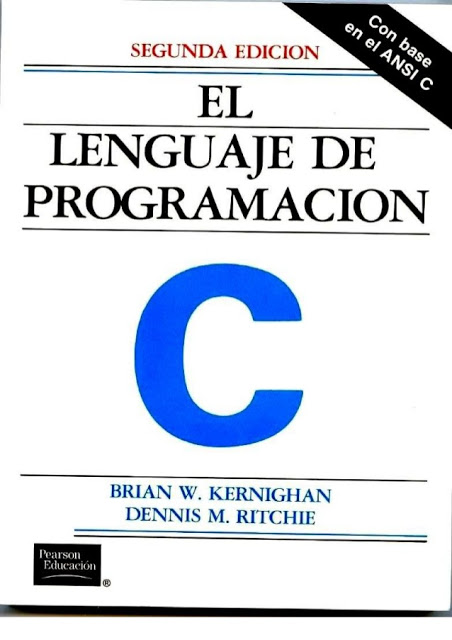 Con base
en el ANSI C
SEGUNDA EDICION
EL
LENGUAJE DE
PROGRAMACION
C
BRIAN W. KERNIGHAN
DENNIS M. RITCHIE
Pearson
Educación
®